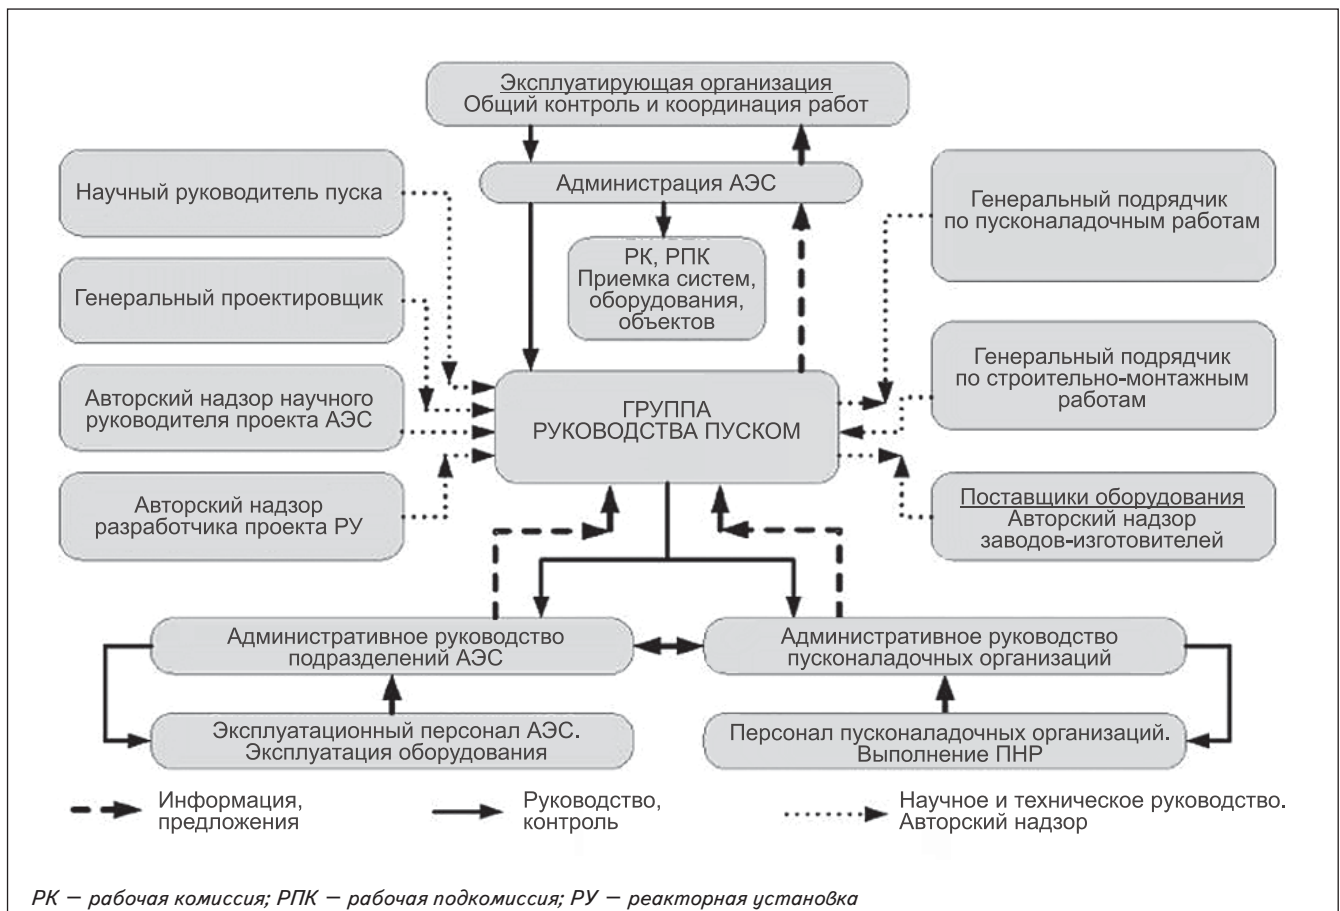 Эксплуатирующая организация
Общий контроль и координация работ
Администрация АЭС
Научный руководитель пуска
Генеральный проектировщик
Авторский надзор научного
руководителя проекта АЭС
Авторский надзор
разработчика проекта РУ
РК, РПК
Приемка систем,
оборудования,
объектов
ГРУППА
РУКОВОДСТВА ПУСКОМ
Генеральный подрядчик
по пусконаладочным работам
Генеральный подрядчик
по строительно-монтажным
работам
Поставщики оборудования
Авторский надзор
заводов-изготовителей
Административное руководство
подразделений АЭС
Административное руководство
пусконаладочных организаций
Эксплуатационный персонал АЭС.
Эксплуатация оборудования
Персонал пусконаладочных организаций.
Выполнение ПНР
Информация,
предложения
Руководство,
контроль
Научное и техническое руководство.
Авторский надзор
РК – рабочая комиссия; РПК – рабочая подкомиссия; РУ – реакторная установка